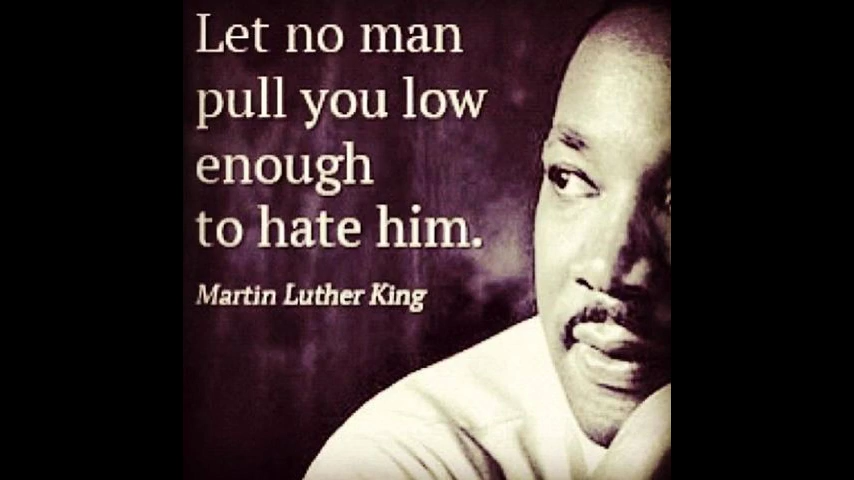 Let no man
pull you low
enough
to hate him.
Martin Luther King